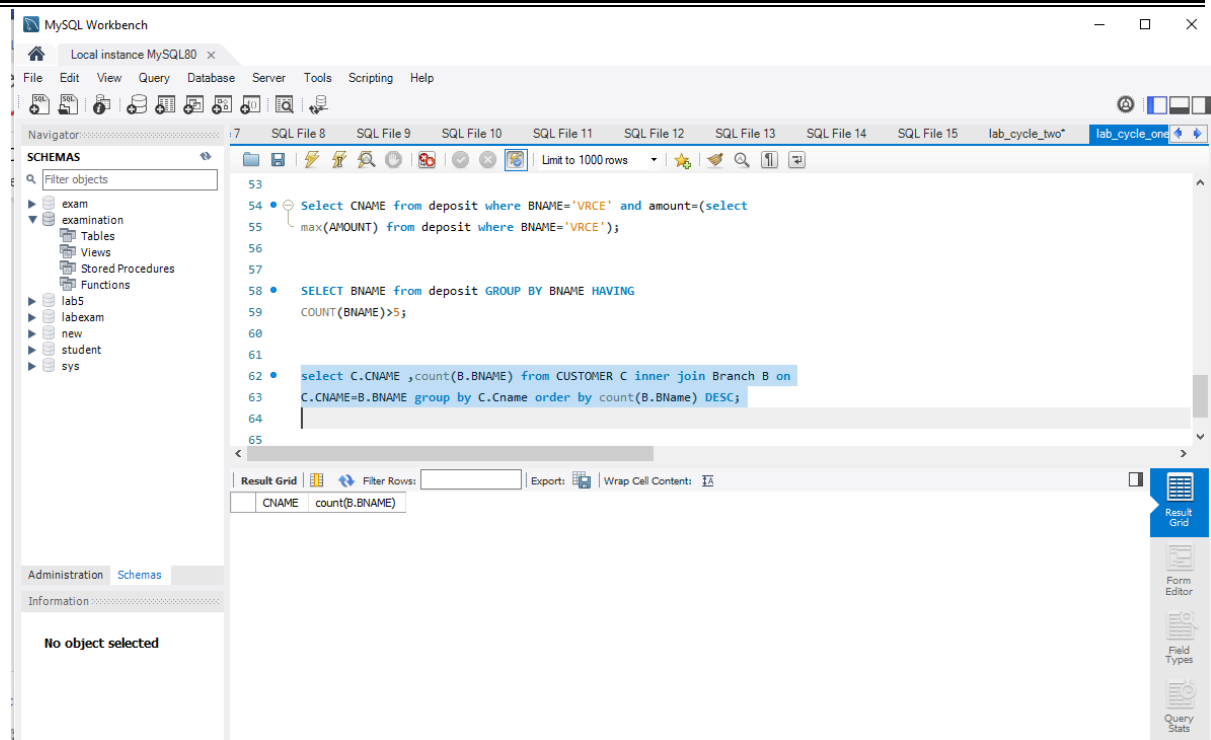 MySQL Workbench
Local instance MySQL80
File Edit View Query Database Server Tools Scripting Help
Navigator
7 SQL File 8 SQL File 9 SQL File 10 SQL File 11 SQL File 12 SQL File 13 SQL File 14 SQL File 15 lab_cycle_two* lab_cycle_one
SCHEMAS
Limit to 1000 rows
Filter objects
exam
examination
Tables
Views
Stored Procedures
Functions
lab5
labexam
new
student
sys
53
54 Select CNAME from deposit where BNAME='VRCE' and amount=(select
55 max(AMOUNT) from deposit where BNAME='VRCE');
56
57
58 SELECT BNAME from deposit GROUP BY BNAME HAVING
59 COUNT(BNAME)>5;
60
61
62 select C.CNAME ,count(B.BNAME) from CUSTOMER C inner join Branch B on
63 C.CNAME=B.BNAME group by C.Cname order by count(B.BName) DESC;
64
65
Result Grid Filter Rows: Export: Wrap Cell Content:
CNAME count(B.BNAME)
Result
Grid
Form
Editor
Field
Types
Query
Stats
Administration Schemas
Information
No object selected